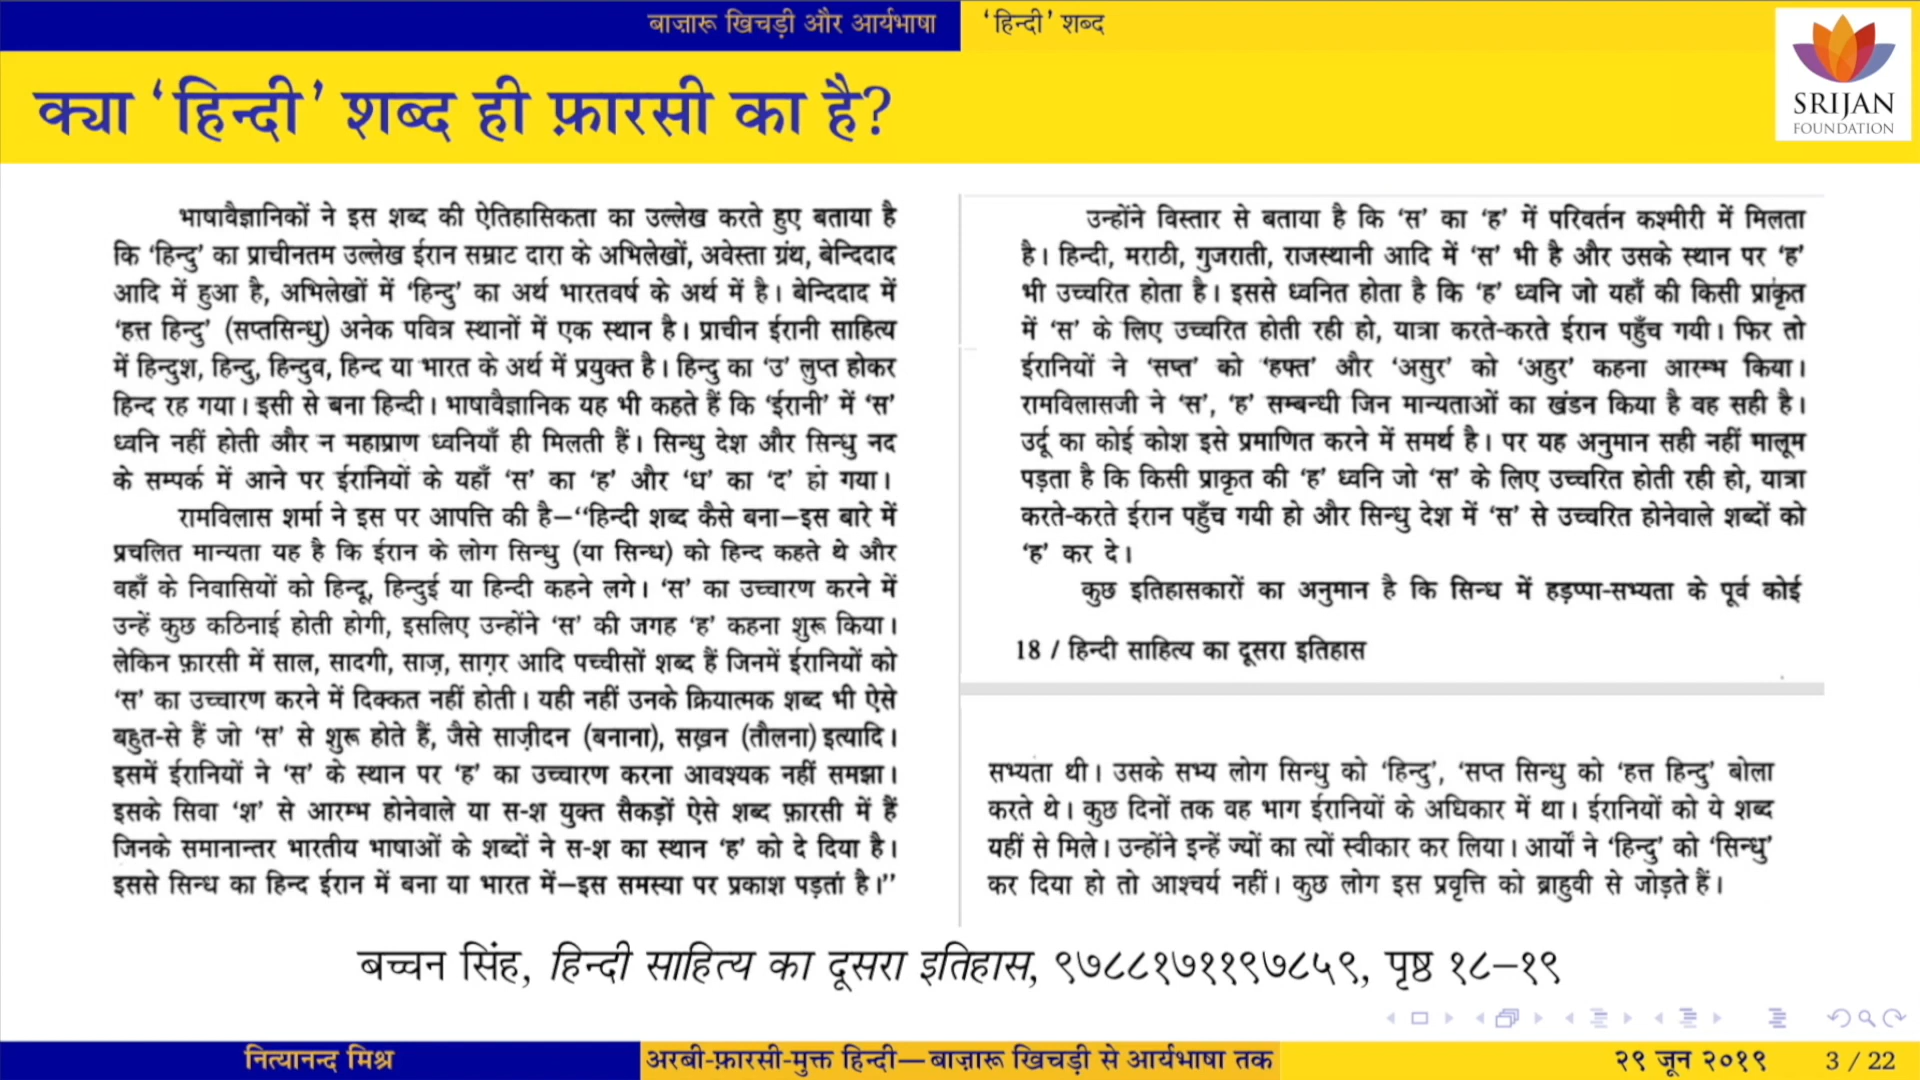 बाज़ारू खिचड़ी और आर्यभाषा
‘हिन्दी’ शब्द
क्या ‘हिन्दी’ शब्द ही फ़ारसी का है?
SRIJAN
FOUNDATION
भाषावैज्ञानिकों ने इस शब्द की ऐतिहासिकता का उल्लेख करते हुए बताया है
कि ‘हिन्दु’ का प्राचीनतम उल्लेख ईरान सम्राट दारा के अभिलेखों, अवेस्ता ग्रंथ, बेन्दिदाद
आदि में हुआ है, अभिलेखों में ‘हिन्दु’ का अर्थ भारतवर्ष के अर्थ में है। बेन्दिदाद में
‘हत्त हिन्दु’ (सप्तसिन्धु) अनेक पवित्र स्थानों में एक स्थान है। प्राचीन ईरानी साहित्य
में हिन्दुश, हिन्दु, हिन्दुव, हिन्द या भारत के अर्थ में प्रयुक्त है। हिन्दु का ‘उ’ लुप्त होकर
हिन्द रह गया। इसी से बना हिन्दी। भाषावैज्ञानिक यह भी कहते हैं कि ‘ईरानी’ में ‘स’
ध्वनि नहीं होती और न महाप्राण ध्वनियाँ ही मिलती हैं। सिन्धु देश और सिन्धु नद
के सम्पर्क में आने पर ईरानियों के यहाँ ‘स’ का ‘ह’ और ‘ध’ का ‘द’ हो गया।
रामविलास शर्मा ने इस पर आपत्ति की है–“हिन्दी शब्द कैसे बना–इस बारे में
प्रचलित मान्यता यह है कि ईरान के लोग सिन्धु (या सिन्ध) को हिन्द कहते थे और
वहाँ के निवासियों को हिन्दू, हिन्दुई या हिन्दी कहने लगे। ‘स’ का उच्चारण करने में
उन्हें कुछ कठिनाई होती होगी, इसलिए उन्होंने ‘स’ की जगह ‘ह’ कहना शुरू किया।
लेकिन फ़ारसी में साल, सादगी, साज़, साग़र आदि पच्चीसों शब्द हैं जिनमें ईरानियों को
‘स’ का उच्चारण करने में दिक्कत नहीं होती। यही नहीं उनके क्रियात्मक शब्द भी ऐसे
बहुत-से हैं जो ‘स’ से शुरू होते हैं, जैसे साज़ीदन (बनाना), सख़न (तौलना) इत्यादि।
इसमें ईरानियों ने ‘स’ के स्थान पर ‘ह’ का उच्चारण करना आवश्यक नहीं समझा।
इसके सिवा ‘श’ से आरम्भ होनेवाले या स-श युक्त सैकड़ों ऐसे शब्द फ़ारसी में हैं
जिनके समानान्तर भारतीय भाषाओं के शब्दों ने स-श का स्थान ‘ह’ को दे दिया है।
इससे सिन्ध का हिन्द ईरान में बना या भारत में–इस समस्या पर प्रकाश पड़ता है।”
उन्होंने विस्तार से बताया है कि ‘स’ का ‘ह’ में परिवर्तन कश्मीरी में मिलता
है। हिन्दी, मराठी, गुजराती, राजस्थानी आदि में ‘स’ भी है और उसके स्थान पर ‘ह’
भी उच्चरित होता है। इससे ध्वनित होता है कि ‘ह’ ध्वनि जो यहाँ की किसी प्राकृत
में ‘स’ के लिए उच्चरित होती रही हो, यात्रा करते-करते ईरान पहुँच गयी। फिर तो
ईरानियों ने ‘सप्त’ को ‘हफ्त’ और ‘असुर’ को ‘अहुर’ कहना आरम्भ किया।
रामविलासजी ने ‘स’, ‘ह’ सम्बन्धी जिन मान्यताओं का खंडन किया है वह सही है।
उर्दू का कोई कोश इसे प्रमाणित करने में समर्थ है। पर यह अनुमान सही नहीं मालूम
पड़ता है कि किसी प्राकृत की ‘ह’ ध्वनि जो ‘स’ के लिए उच्चरित होती रही हो, यात्रा
करते-करते ईरान पहुँच गयी हो और सिन्धु देश में ‘स’ से उच्चरित होनेवाले शब्दों को
‘ह’ कर दे।
कुछ इतिहासकारों का अनुमान है कि सिन्ध में हड़प्पा-सभ्यता के पूर्व कोई
18 / हिन्दी साहित्य का दूसरा इतिहास
सभ्यता थी। उसके सभ्य लोग सिन्धु को ‘हिन्दु’, ‘सप्त सिन्धु को ‘हत्त हिन्दु’ बोला
करते थे। कुछ दिनों तक वह भाग ईरानियों के अधिकार में था। ईरानियों को ये शब्द
यहीं से मिले। उन्होंने इन्हें ज्यों का त्यों स्वीकार कर लिया। आर्यों ने ‘हिन्दु’ को ‘सिन्धु’
कर दिया हो तो आश्चर्य नहीं। कुछ लोग इस प्रवृत्ति को ब्राहुवी से जोड़ते हैं।
बच्चन सिंह, हिन्दी साहित्य का दूसरा इतिहास, ९७८८१७११९७८५९, पृष्ठ १८–१९
नित्यानन्द मिश्र
अरबी-फ़ारसी-मुक्त हिन्दी—बाज़ारू खिचड़ी से आर्यभाषा तक
२९ जून २०१९
3 / 22